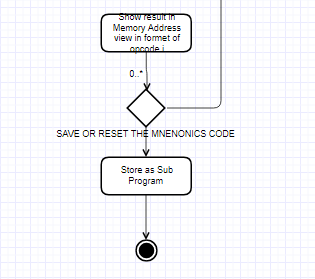 Show result in
Memory Address
view in formet of
opcode i
0..*
SAVE OR RESET THE MNENONICS CODE
Store as Sub
Program